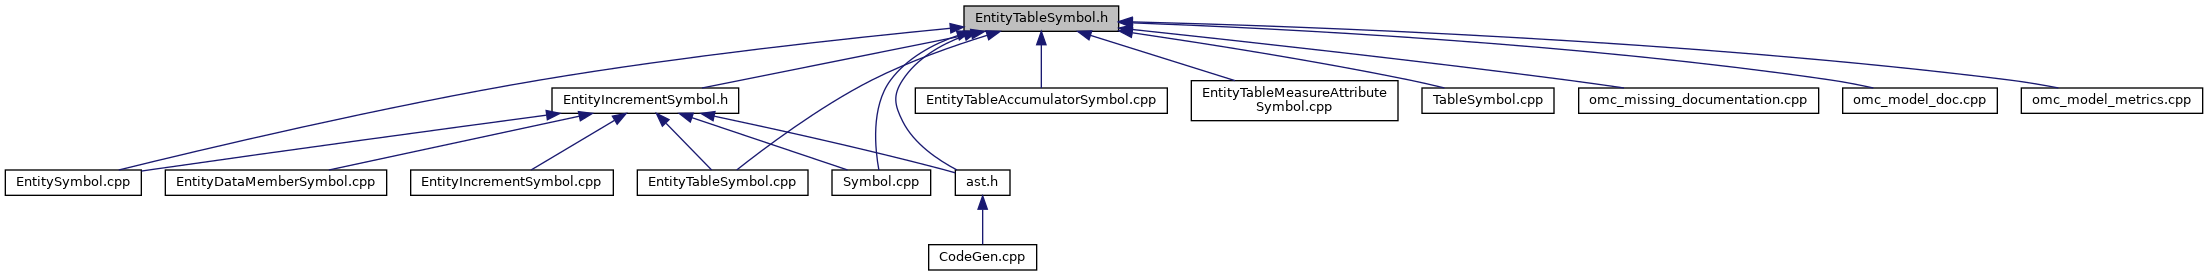 EntityTableSymbol.h
EntityIncrementSymbol.h
EntityTableAccumulatorSymbol.cpp
EntityTableMeasureAttribute
Symbol.cpp
TableSymbol.cpp
omc_missing_documentation.cpp
omc_model_doc.cpp
omc_model_metrics.cpp
EntitySymbol.cpp
EntityDataMemberSymbol.cpp
EntityIncrementSymbol.cpp
EntityTableSymbol.cpp
Symbol.cpp
ast.h
CodeGen.cpp